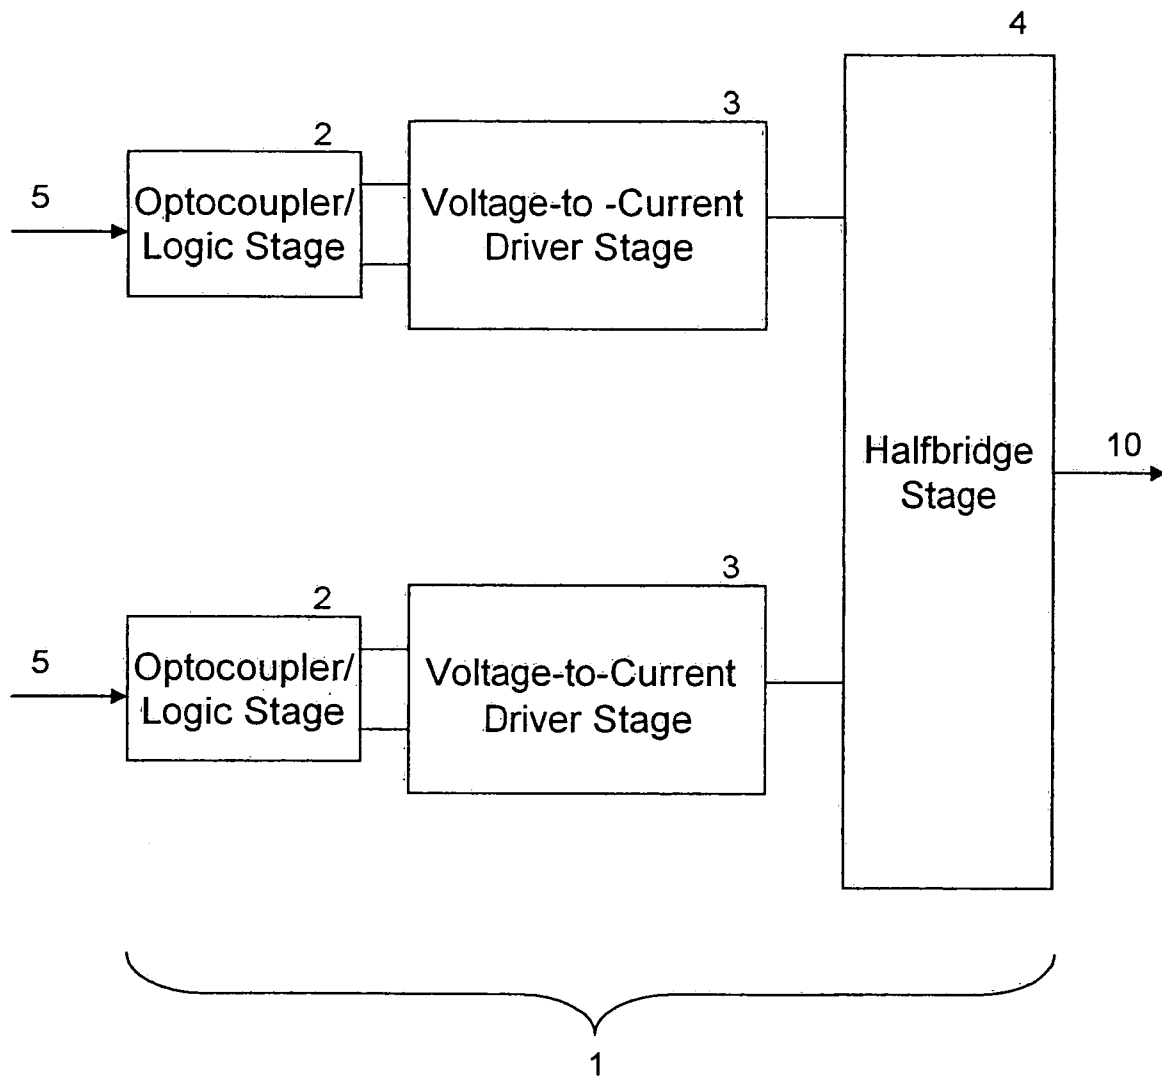 4
3
2
5
Optocoupler/
Logic Stage
Voltage-to -Current
Driver Stage
Halfbridge
Stage
10
3
2
5
Optocoupler/
Logic Stage
Voltage-to-Current
Driver Stage
1